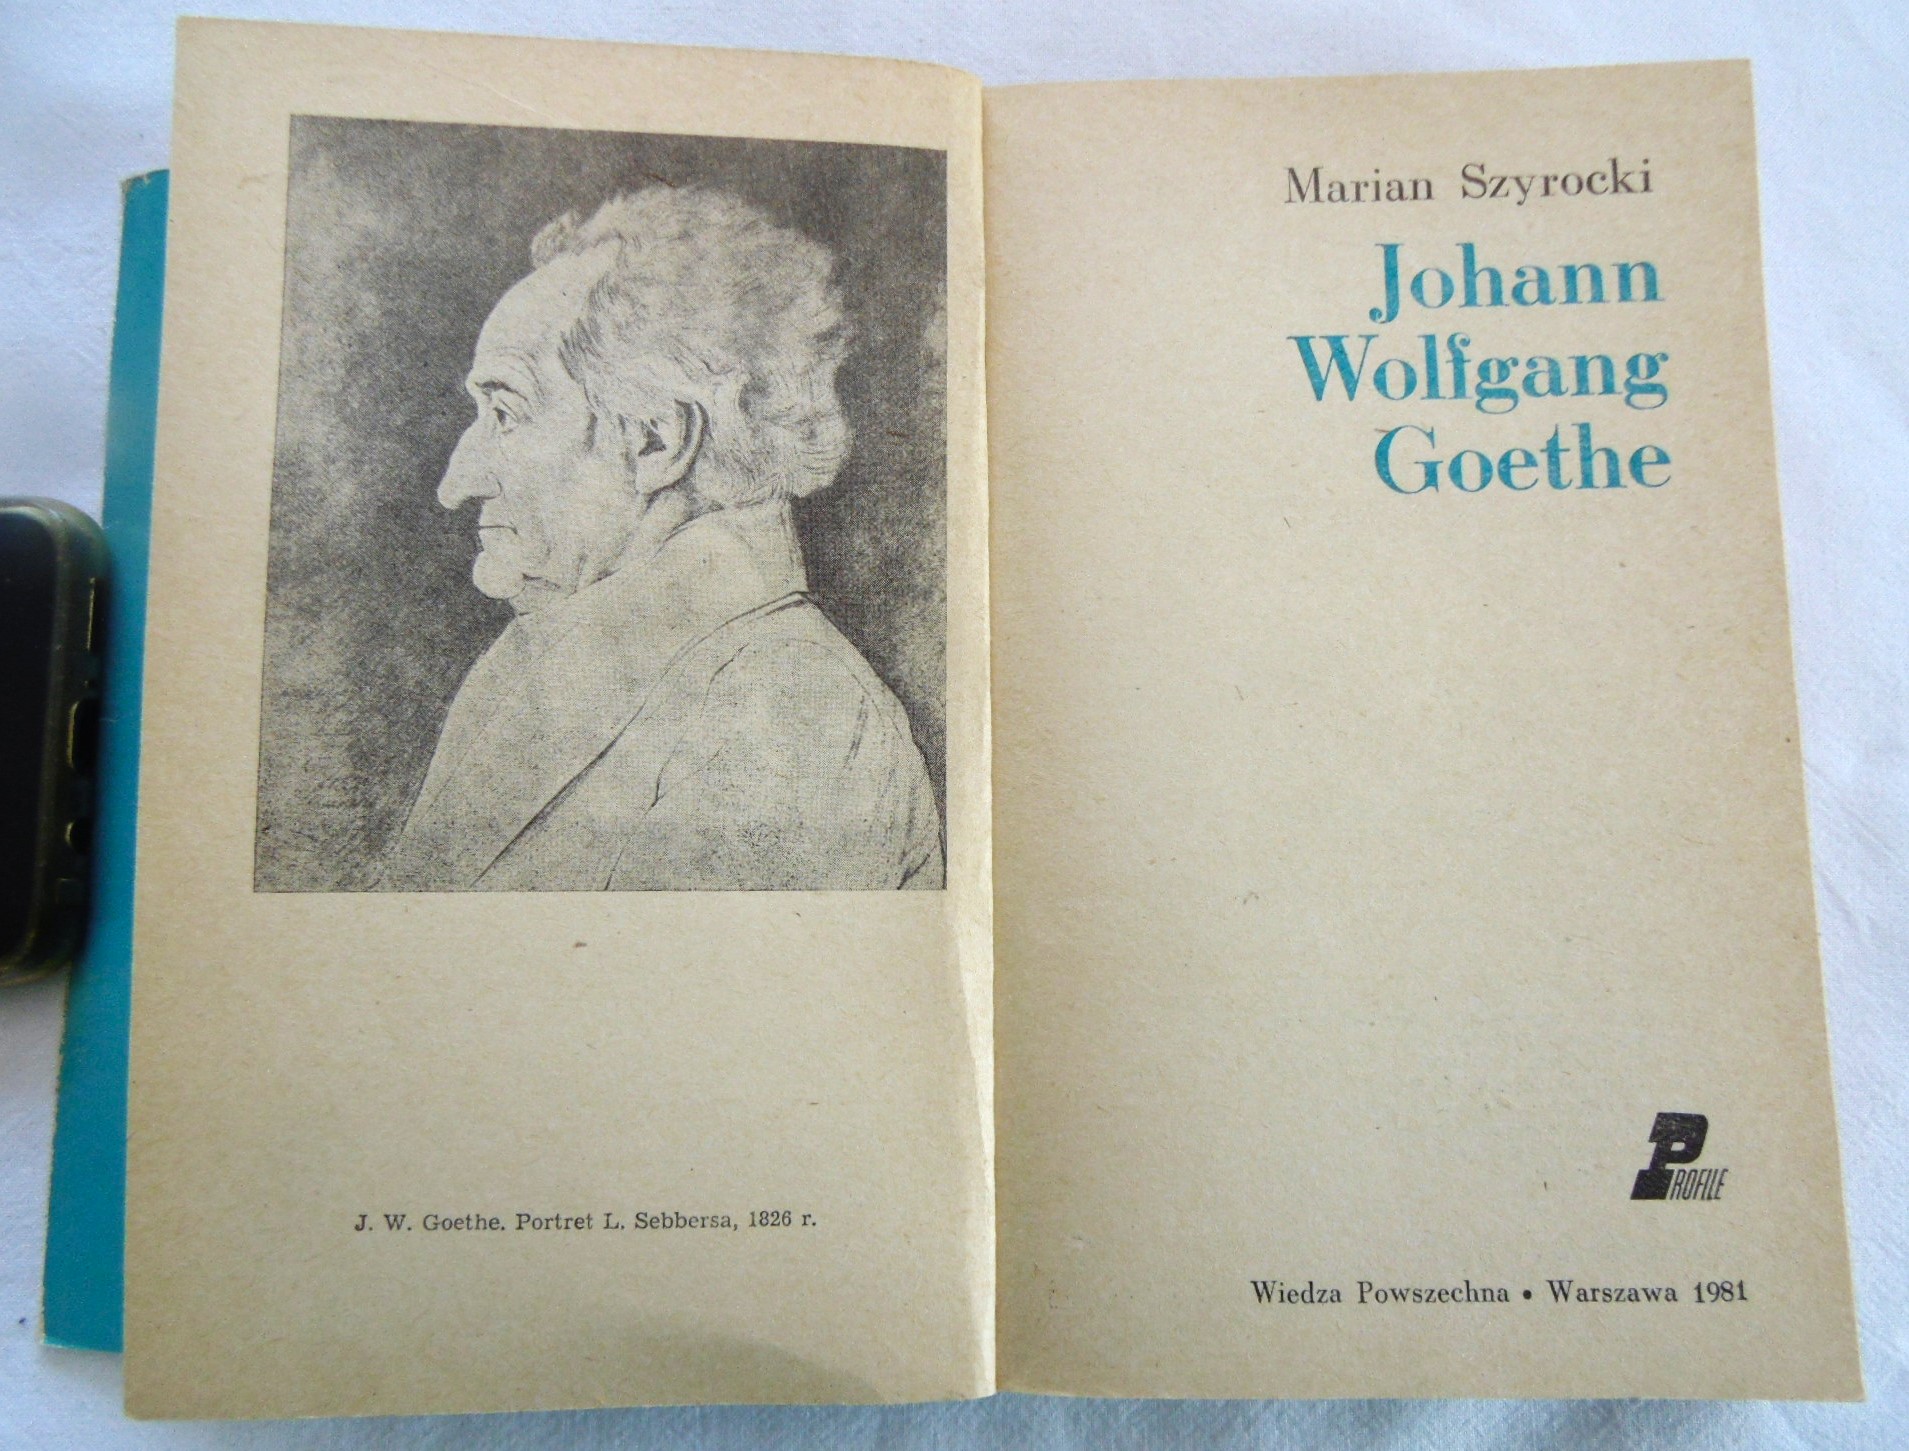 J. W. Goethe. Portret L. Sebbersa, 1826 r.
Marian Szyrocki
Johann
Wolfgang
Goethe
PROFILE
Wiedza Powszechna • Warszawa 1981